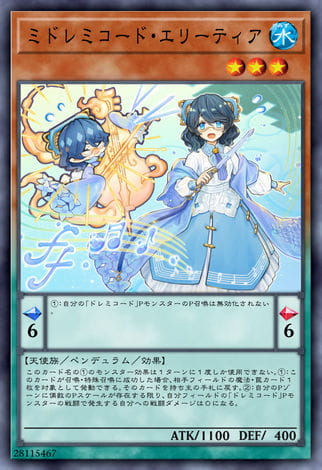 ミドレミコード・エリーティア
水
①:自分の「ドレミコード」PモンスターのP召喚は無効化されない
。
6
6
【天使族/ペンデュラム/効果】
このカード名の①のモンスター効果は1ターンに1度しか使用できない。①:こ
のカードが召喚・特殊召喚に成功した場合、相手フィールドの魔法・罠カード1
枚を対象として発動できる。そのカードを持ち主の手札に戻す。②:自分のPゾ
ーンに偶数のPスケールが存在する限り、自分フィールドの「ドレミコード」Pモ
ンスターの戦闘で発生する自分への戦闘ダメージは0になる。
ATK/1100 DEF/ 400
28115467